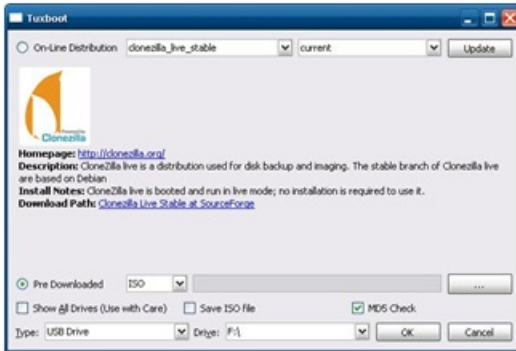 Tuxboot
On-Line Distribution clonezilla_live_stable current Update
Powered by
Clonezilla
Homepage: http://clonezilla.org/
Description: CloneZilla live is a distribution used for disk backup and imaging. The stable branch of Clonezilla live
are based on Debian
Install Notes: CloneZilla live is booted and run in live mode; no installation is required to use it.
Download Path: Clonezilla Live Stable at SourceForge
Pre Downloaded ISO ...
Show All Drives (Use with Care) Save ISO file MD5 Check
Type: USB Drive Drive: F:\ OK Cancel